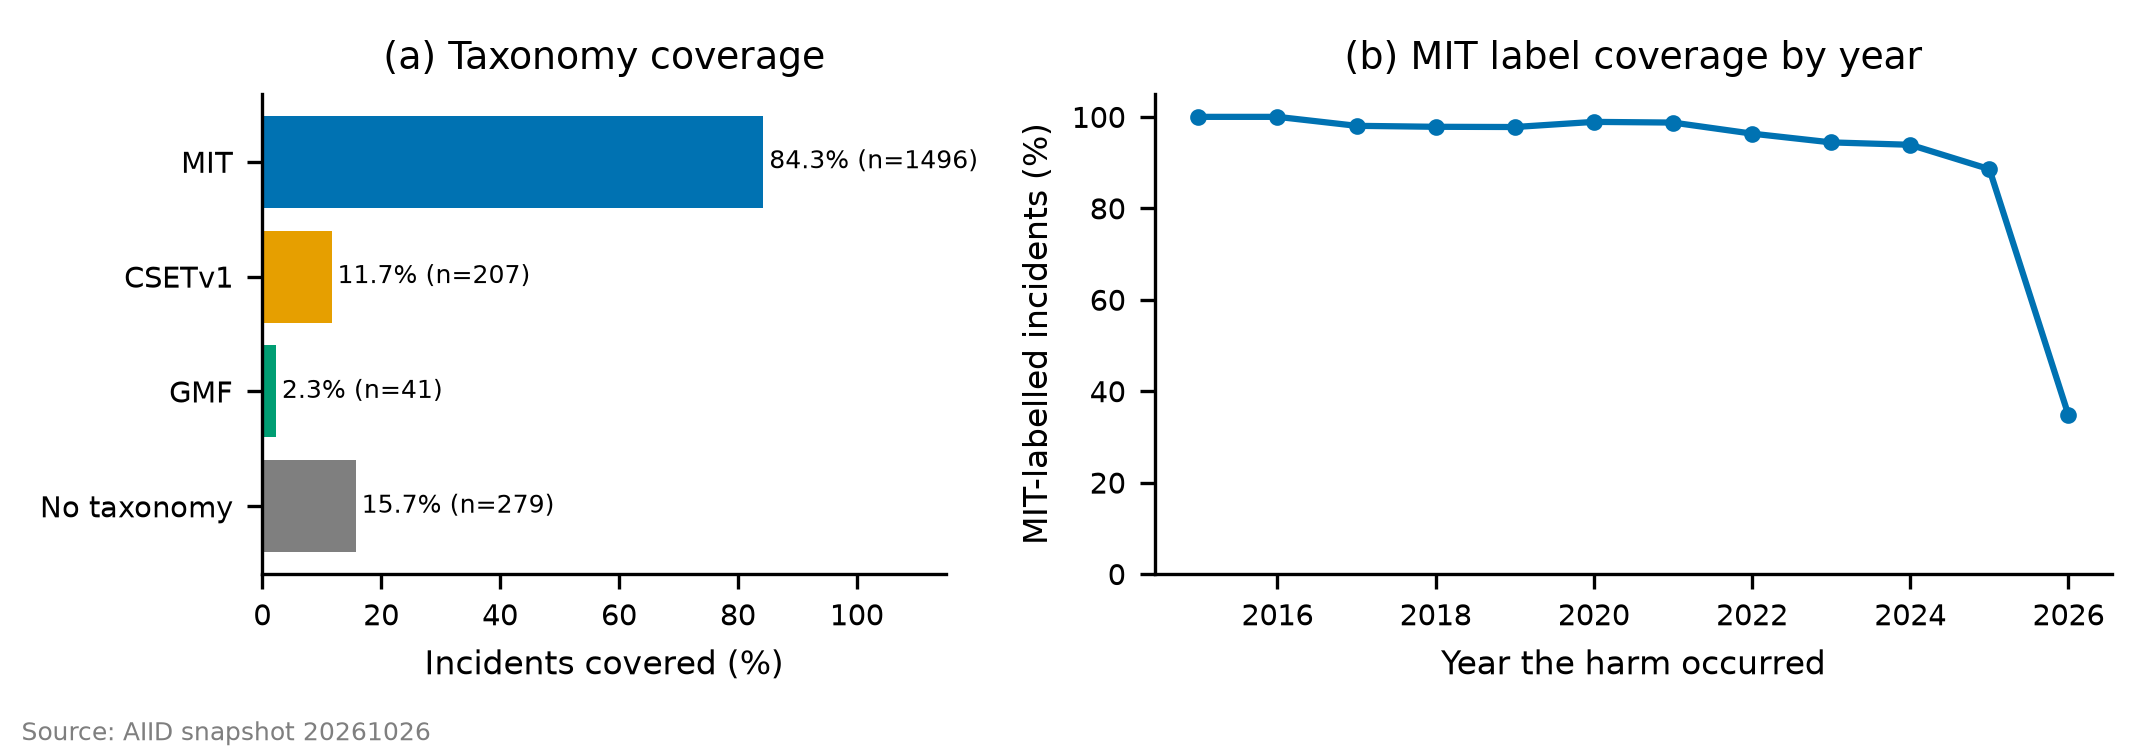 (a) Taxonomy coverage
MIT
84.3% (n=1496)
CSETv1
11.7% (n=207)
GMF
2.3% (n=41)
No taxonomy
15.7% (n=279)
0 20 40 60 80 100
Incidents covered (%)
(b) MIT label coverage by year
MIT-labelled incidents (%)
100
80
60
40
20
0
2016 2018 2020 2022 2024 2026
Year the harm occurred
Source: AIID snapshot 20261026